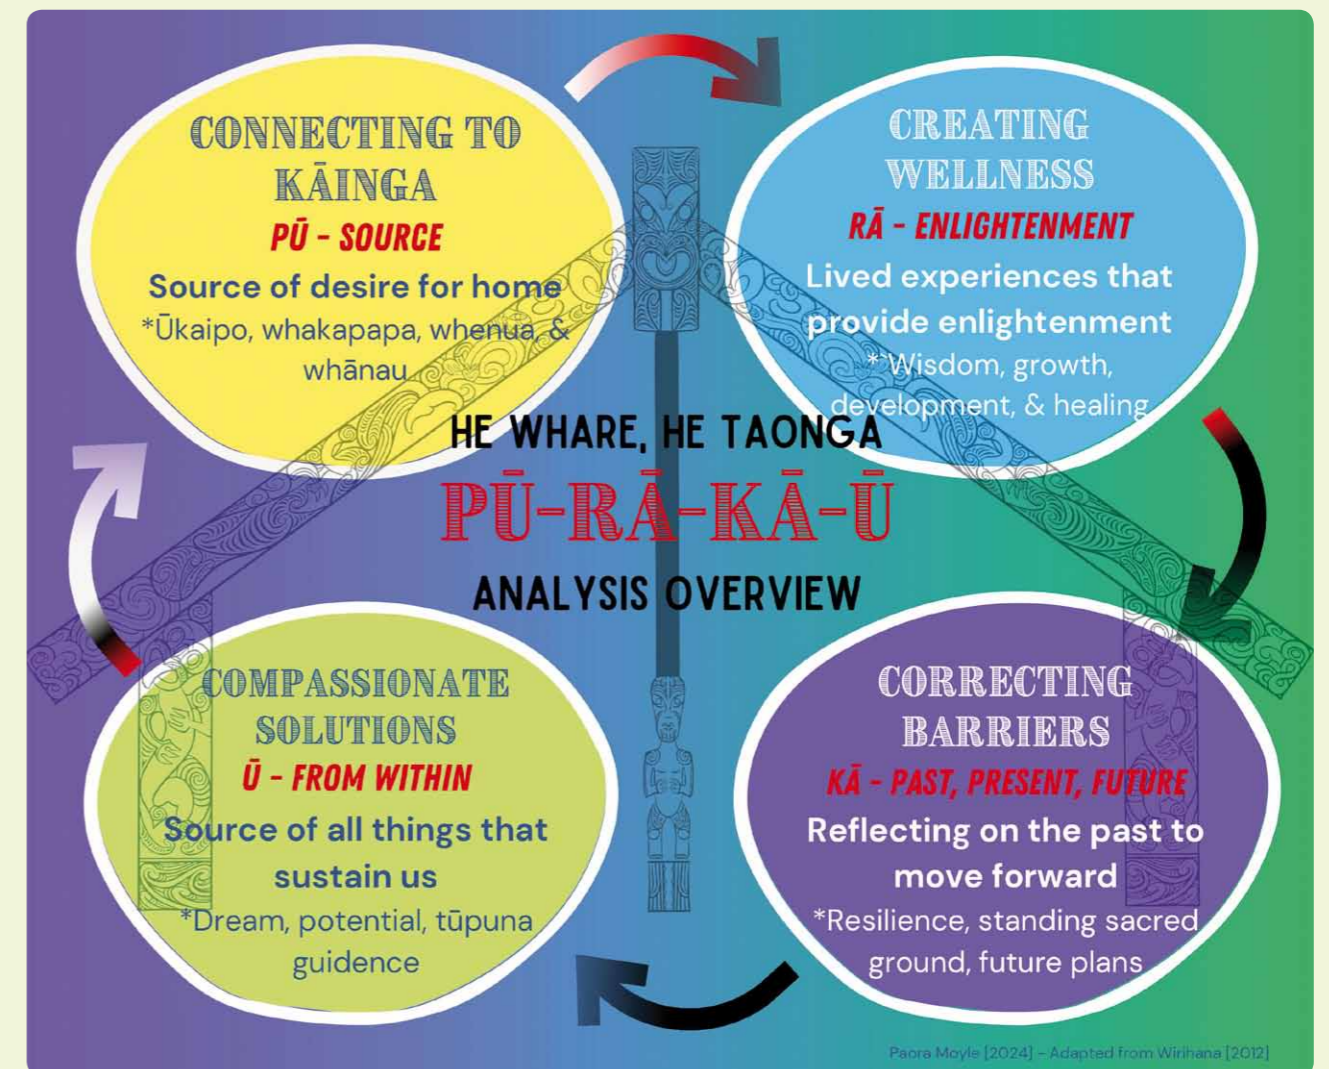 CONNECTING TO
KĀINGA
PŪ - SOURCE
Source of desire for home
*Ūkaipo, whakapapa, whenua, &
whānau
CREATING
WELLNESS
RĀ - ENLIGHTENMENT
Lived experiences that
provide enlightenment
* Wisdom, growth,
development, & healing
HE WHARE, HE TAONGA
PŪ-RĀ-KĀ-Ū
ANALYSIS OVERVIEW
COMPASSIONATE
SOLUTIONS
Ū - FROM WITHIN
Source of all things that
sustain us
*Dream, potential, tūpuna
guidence
CORRECTING
BARRIERS
KĀ - PAST, PRESENT, FUTURE
Reflecting on the past to
move forward
*Resilience, standing sacred
ground, future plans
Paora Moyle [2024] - Adapted from Wirihana [2012]